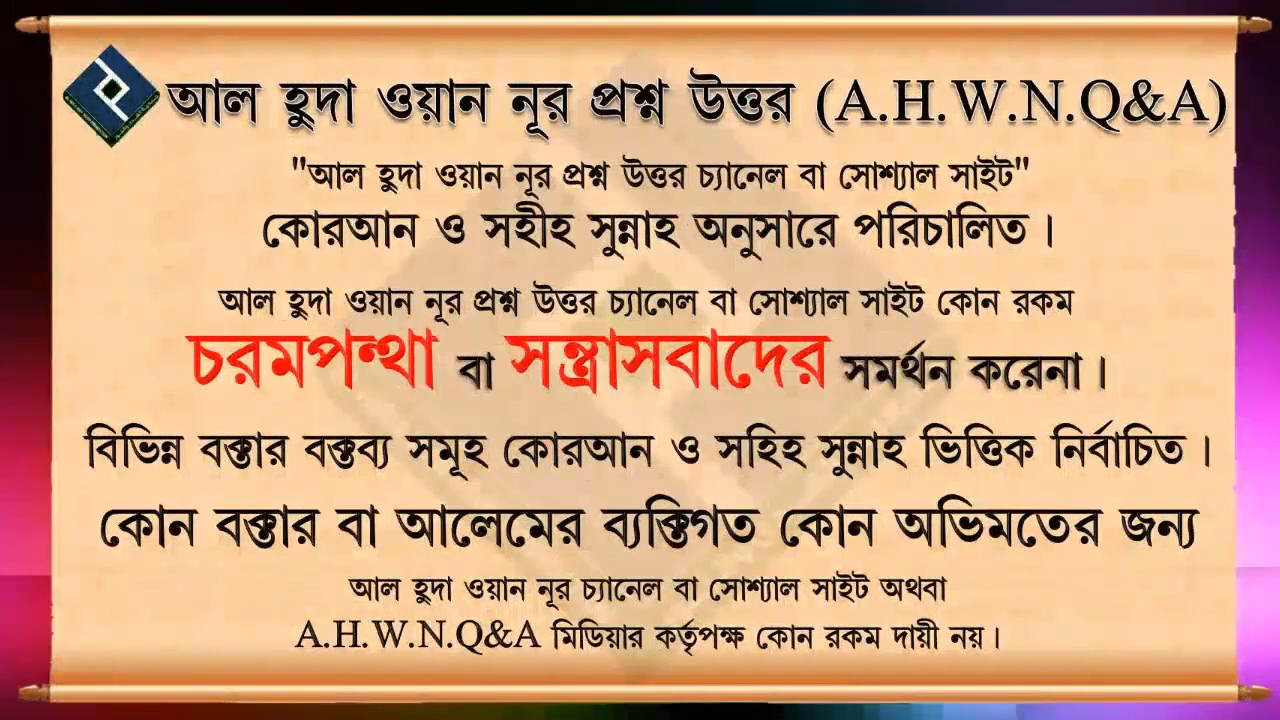 আল হুদা ওয়ান নূর প্রশ্ন উত্তর (A.H.W.N.Q&A)
"আল হুদা ওয়ান নূর প্রশ্ন উত্তর চ্যানেল বা সোশ্যাল সাইট"
কোরআন ও সহীহ সুন্নাহ অনুসারে পরিচালিত।
আল হুদা ওয়ান নূর প্রশ্ন উত্তর চ্যানেল বা সোশ্যাল সাইট কোন রকম
চরমপন্থা বা সন্ত্রাসবাদের সমর্থন করেনা।
বিভিন্ন বক্তার বক্তব্য সমূহ কোরআন ও সহিহ সুন্নাহ ভিত্তিক নির্বাচিত।
কোন বক্তার বা আলেমের ব্যক্তিগত কোন অভিমতের জন্য
আল হুদা ওয়ান নূর চ্যানেল বা সোশ্যাল সাইট অথবা
A.H.W.N.Q&A মিডিয়ার কর্তৃপক্ষ কোন রকম দায়ী নয়।